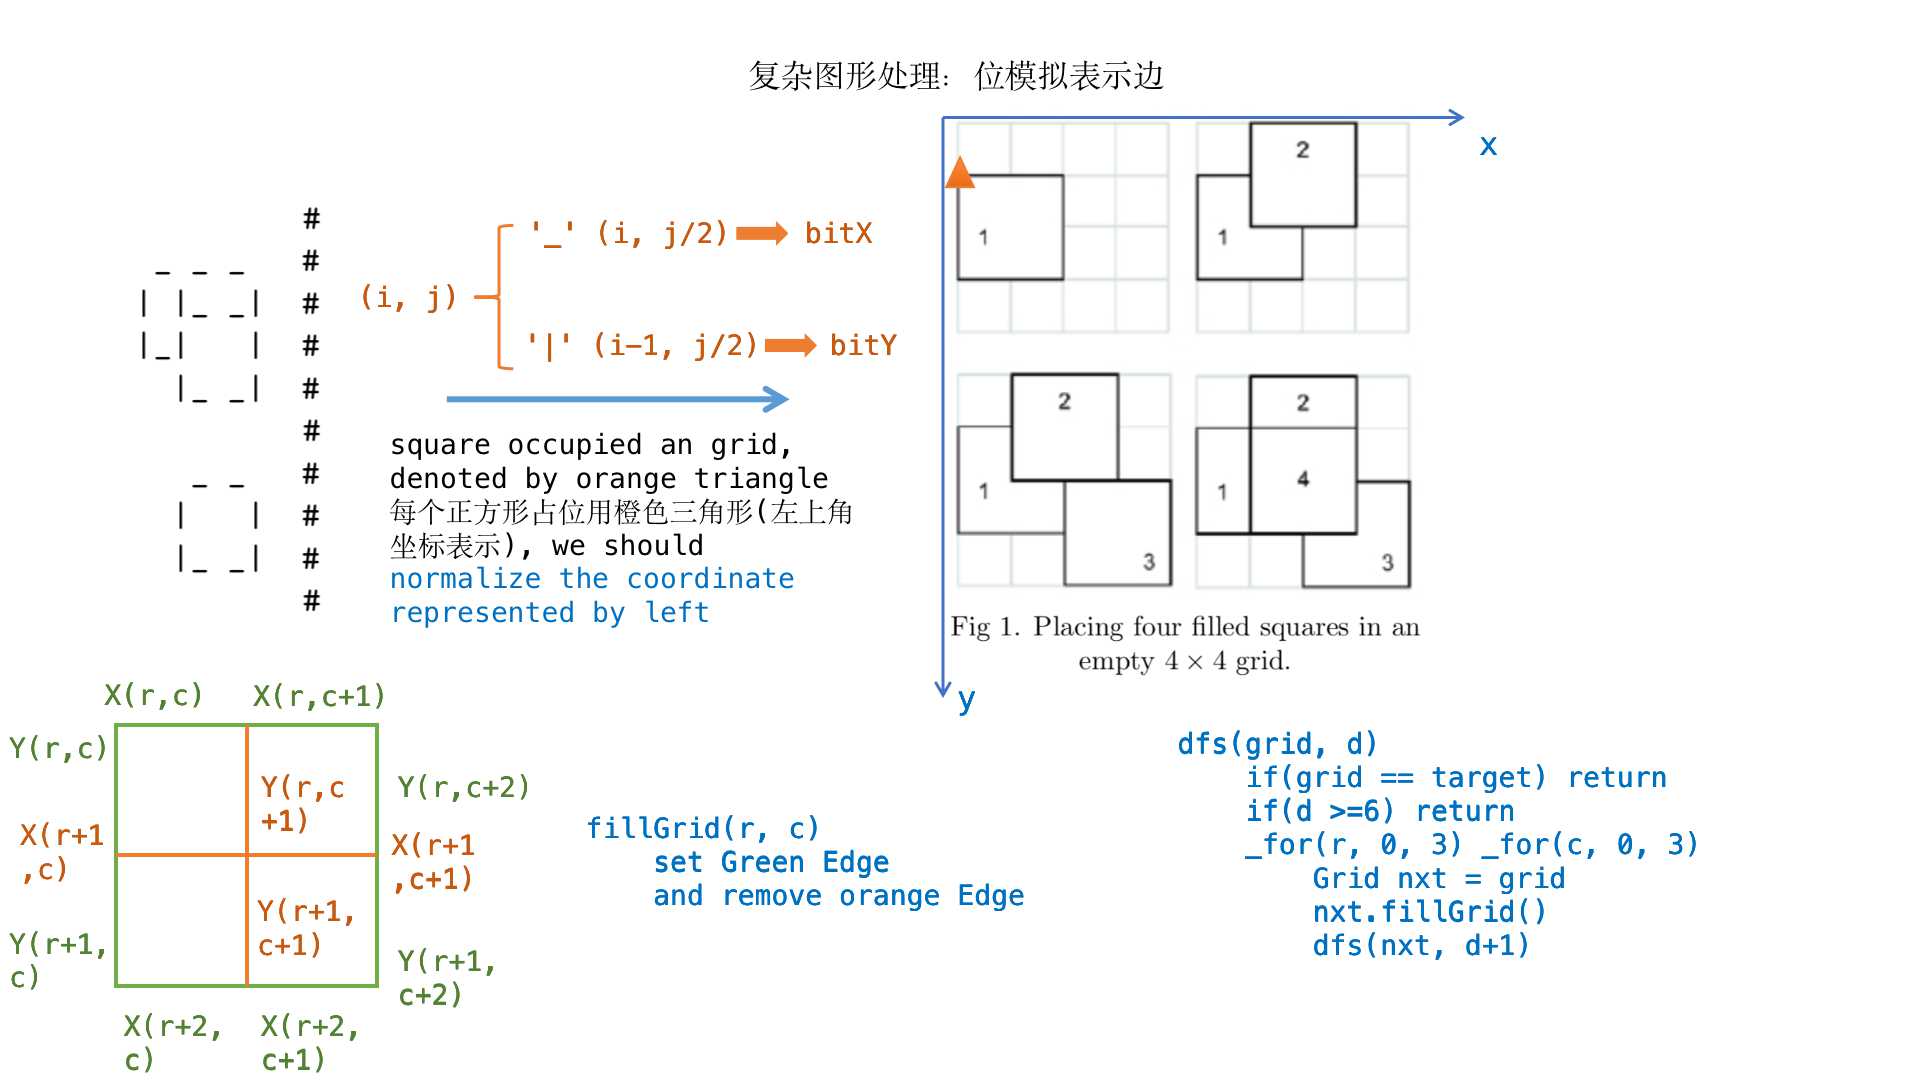 复杂图形处理：位模拟表示边
x
2
1
1
2
2
1
1
4
3
3
Fig 1. Placing four filled squares in an
empty 4 × 4 grid.
y
#
#
_ _ _
| |_ _| #
|_|   | #
  |_ _| #
#
_ _ #
|   | #
|_ _| #
#
(i, j)
'_' (i, j/2) bitX
'|' (i-1, j/2) bitY
square occupied an grid,
denoted by orange triangle
每个正方形占位用橙色三角形(左上角
坐标表示), we should
normalize the coordinate
represented by left
X(r,c) X(r,c+1)
Y(r,c)
Y(r,c
+1)
Y(r,c+2)
X(r+1
,c)
X(r+1
,c+1)
Y(r+1,
c+1)
Y(r+1,
c)
Y(r+1,
c+2)
X(r+2,
c)
X(r+2,
c+1)
fillGrid(r, c)
set Green Edge
and remove orange Edge
dfs(grid, d)
if(grid == target) return
if(d >=6) return
_for(r, 0, 3) _for(c, 0, 3)
Grid nxt = grid
nxt.fillGrid()
dfs(nxt, d+1)